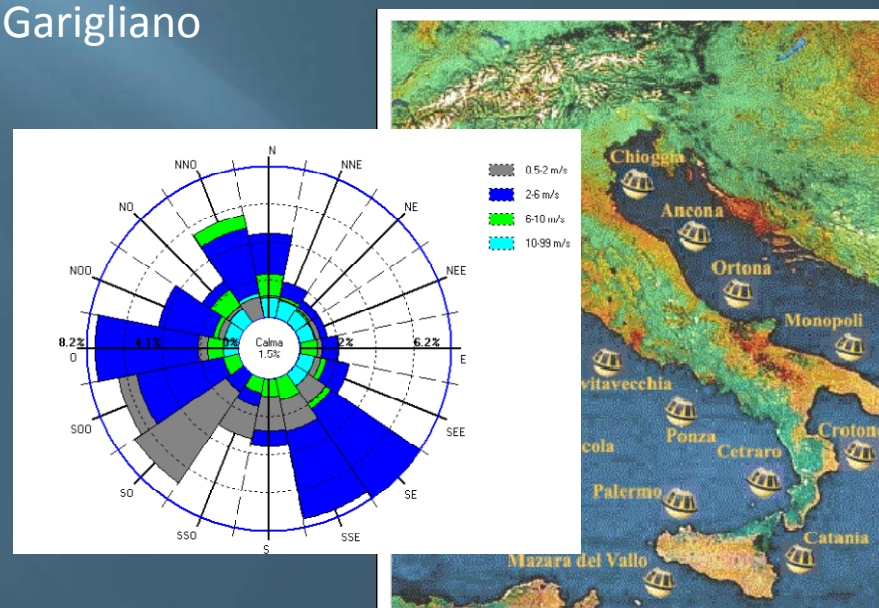 Garigliano
N
NNE
NE
NEE
E
SEE
SE
SSE
S
SSO
SO
SOO
O
NOO
NO
NNO
8.2%
4.1%
0%
2%
6.2%
Calma
1.5%
0.5-2 m/s
2-6 m/s
6-10 m/s
10-99 m/s
Chioggia
Ancona
Ortona
Monopoli
vitavecchia
Ponza
cola
Cetraro
Crotone
Palermo
Catania
Mazara del Vallo